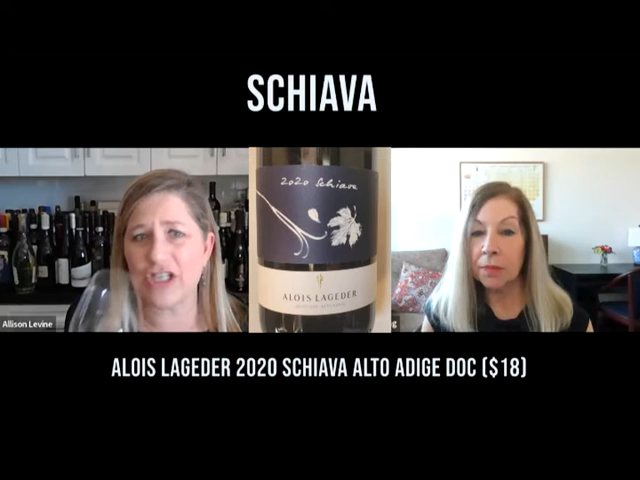 SCHIAVA
2020 Schiava
ALOIS LAGEDER
Allison Levine
g
ALOIS LAGEDER 2020 SCHIAVA ALTO ADIGE DOC ($18)